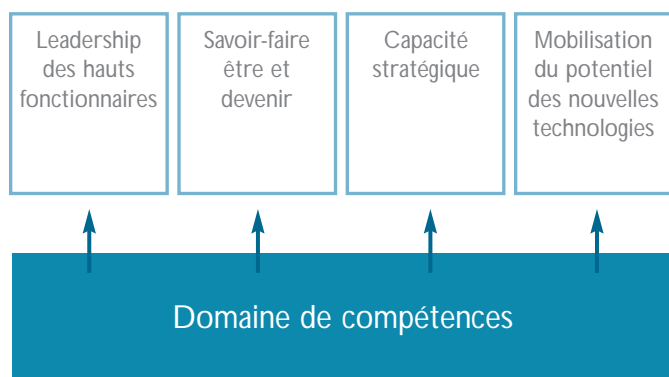 Leadership
des hauts
fonctionnaires
Savoir-faire
être et
devenir
Capacité
stratégique
Mobilisation
du potentiel
des nouvelles
technologies
Domaine de compétences